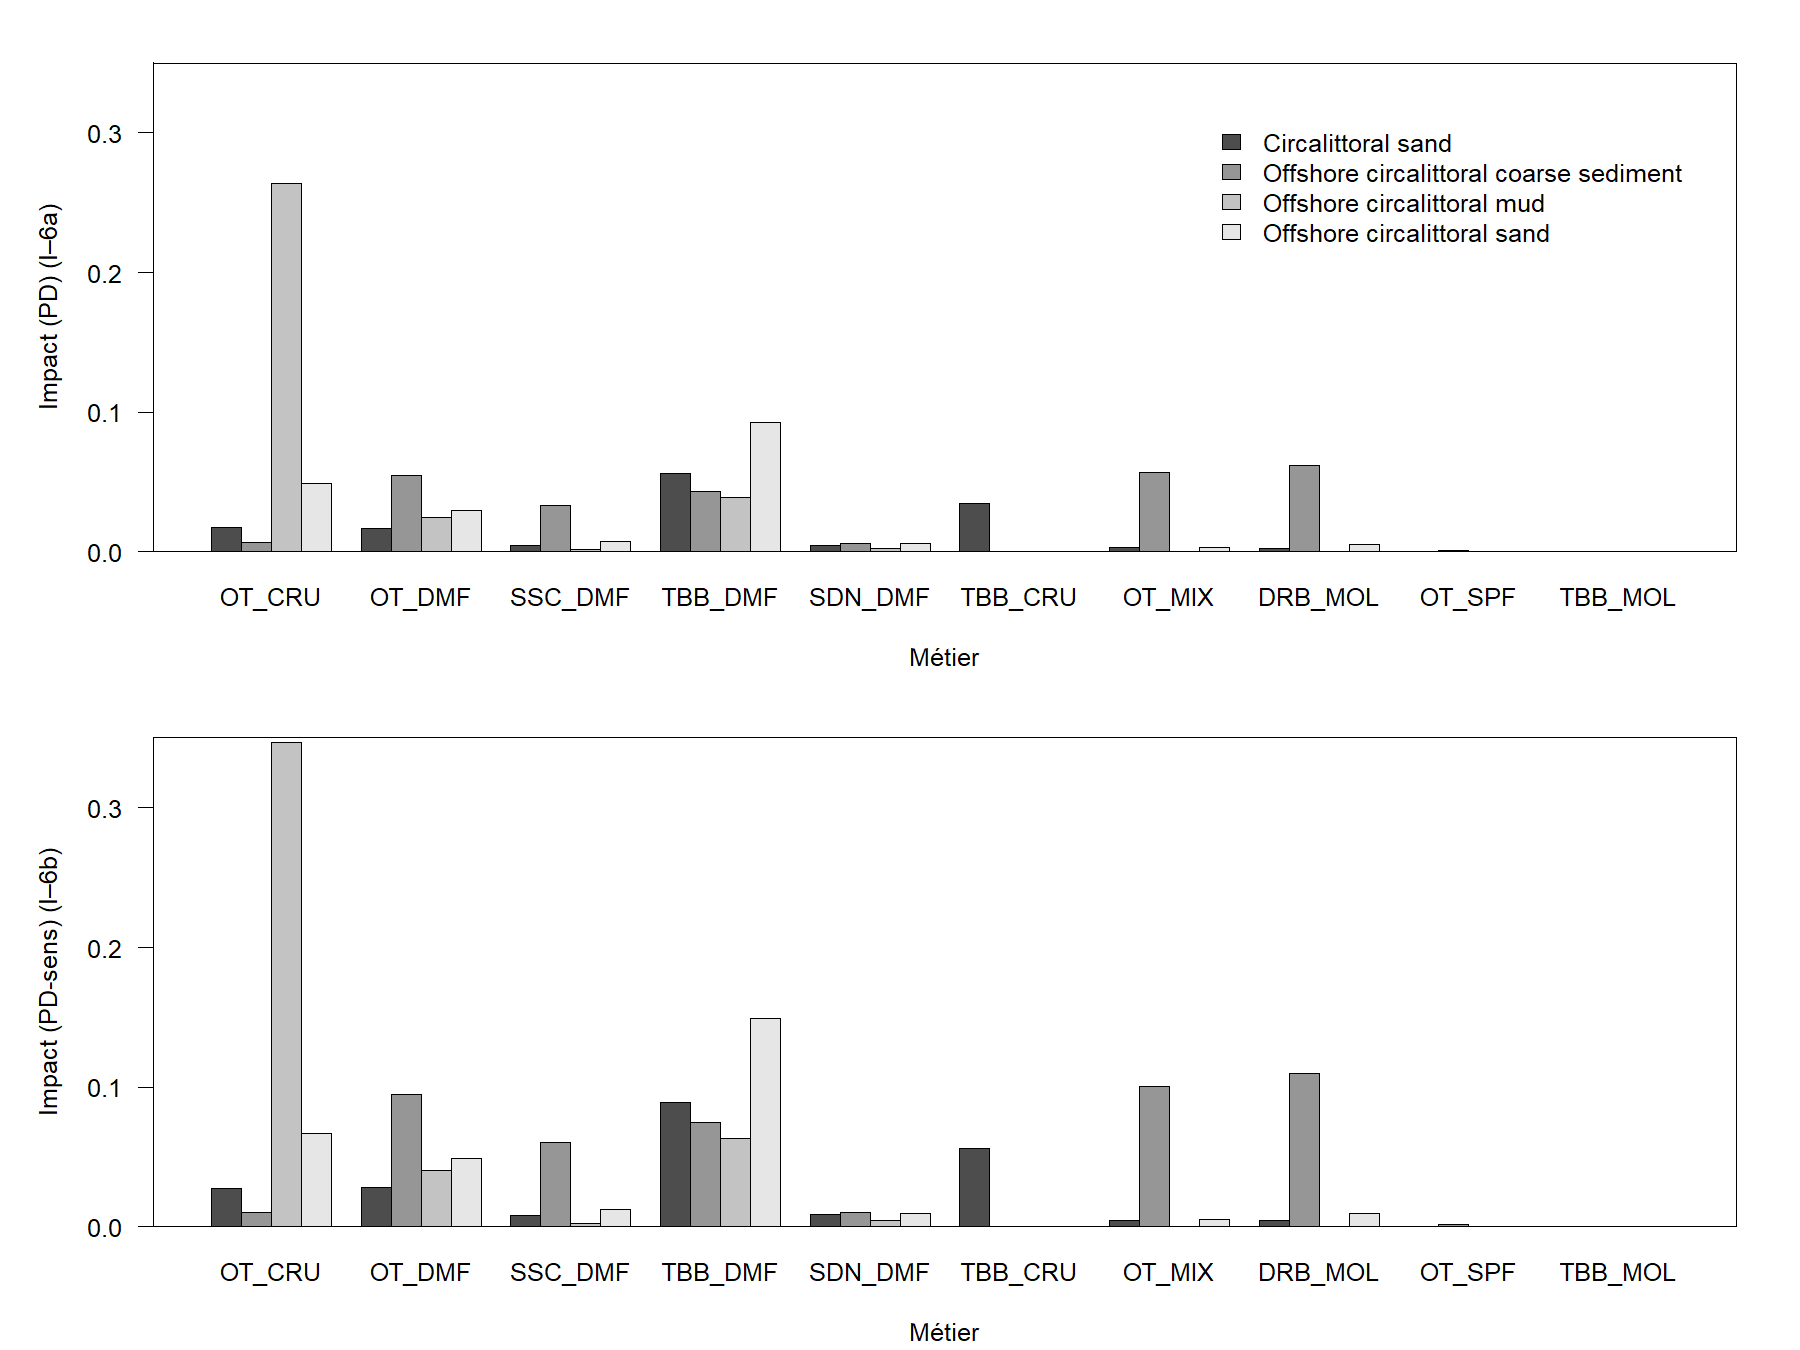 Impact (PD) (I–6a)
0.3
0.2
0.1
0.0
Circalittoral sand
Offshore circalittoral coarse sediment
Offshore circalittoral mud
Offshore circalittoral sand
OT_CRU OT_DMF SSC_DMF TBB_DMF SDN_DMF TBB_CRU OT_MIX DRB_MOL OT_SPF TBB_MOL
Métier
Impact (PD-sens) (I–6b)
0.3
0.2
0.1
0.0
OT_CRU OT_DMF SSC_DMF TBB_DMF SDN_DMF TBB_CRU OT_MIX DRB_MOL OT_SPF TBB_MOL
Métier